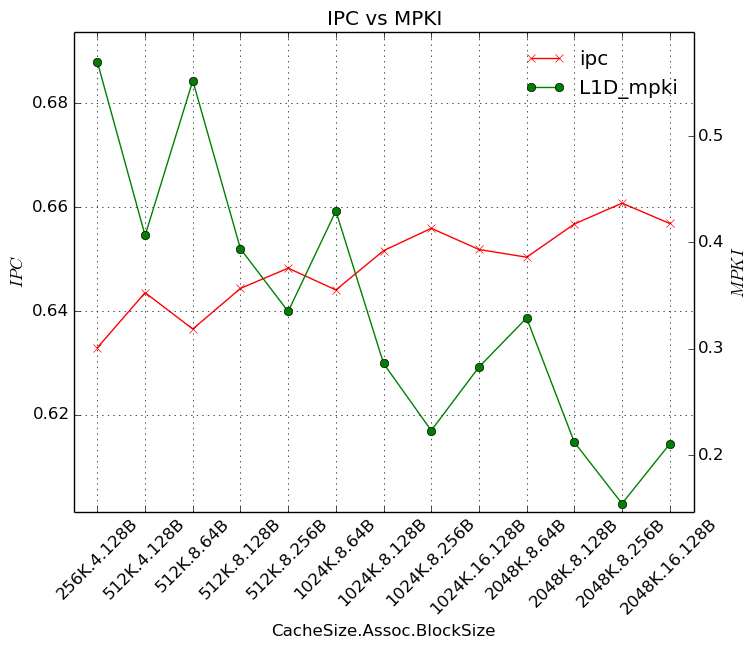 IPC vs MPKI
ipc
L1D_mpki
0.68
0.66
0.64
0.62
IPC
0.5
0.4
0.3
0.2
MPKI
256K.4.128B
512K.4.128B
512K.8.64B
512K.8.128B
512K.8.256B
1024K.8.64B
1024K.8.128B
1024K.8.256B
1024K.16.128B
2048K.8.64B
2048K.8.128B
2048K.8.256B
2048K.16.128B
CacheSize.Assoc.BlockSize